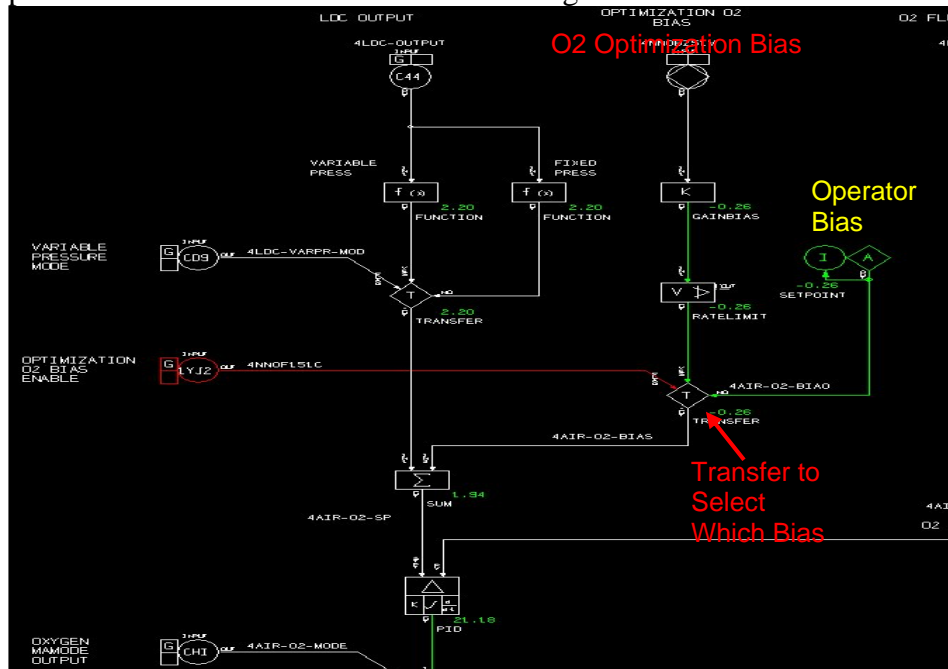 LDC OUTPUT
OPTIMIZATION O2
BIAS
O2 FL
4LDC-OUTPUT
O2 Optimization Bias
INPUT
G
C44
VARIABLE
PRESS
FIXED
PRESS
f(x)
f(x)
K
2.20
FUNCTION
2.20
FUNCTION
-0.26
GAINBIAS
Operator
Bias
VARIABLE
PRESSURE
MODE
INPUT
G
CD9
OUT
4LDC-VARPR-MOD
I
A
-0.26
SETPOINT
T
NO
2.20
TRANSFER
V
-0.26
RATELIMIT
OPTIMIZATION
O2 BIAS
ENABLE
INPUT
G
1YJ2
OUT
4NNOF151C
4AIR-O2-BIAO
T
NO
-0.26
TRANSFER
4AIR-O2-BIAS
Σ
1.94
SUM
Transfer to
Select
Which Bias
4AIR-O2-SP
4AI
O2
K
21.18
PID
OXYGEN
MAMODE
OUTPUT
INPUT
G
CHI
OUT
4AIR-O2-MODE